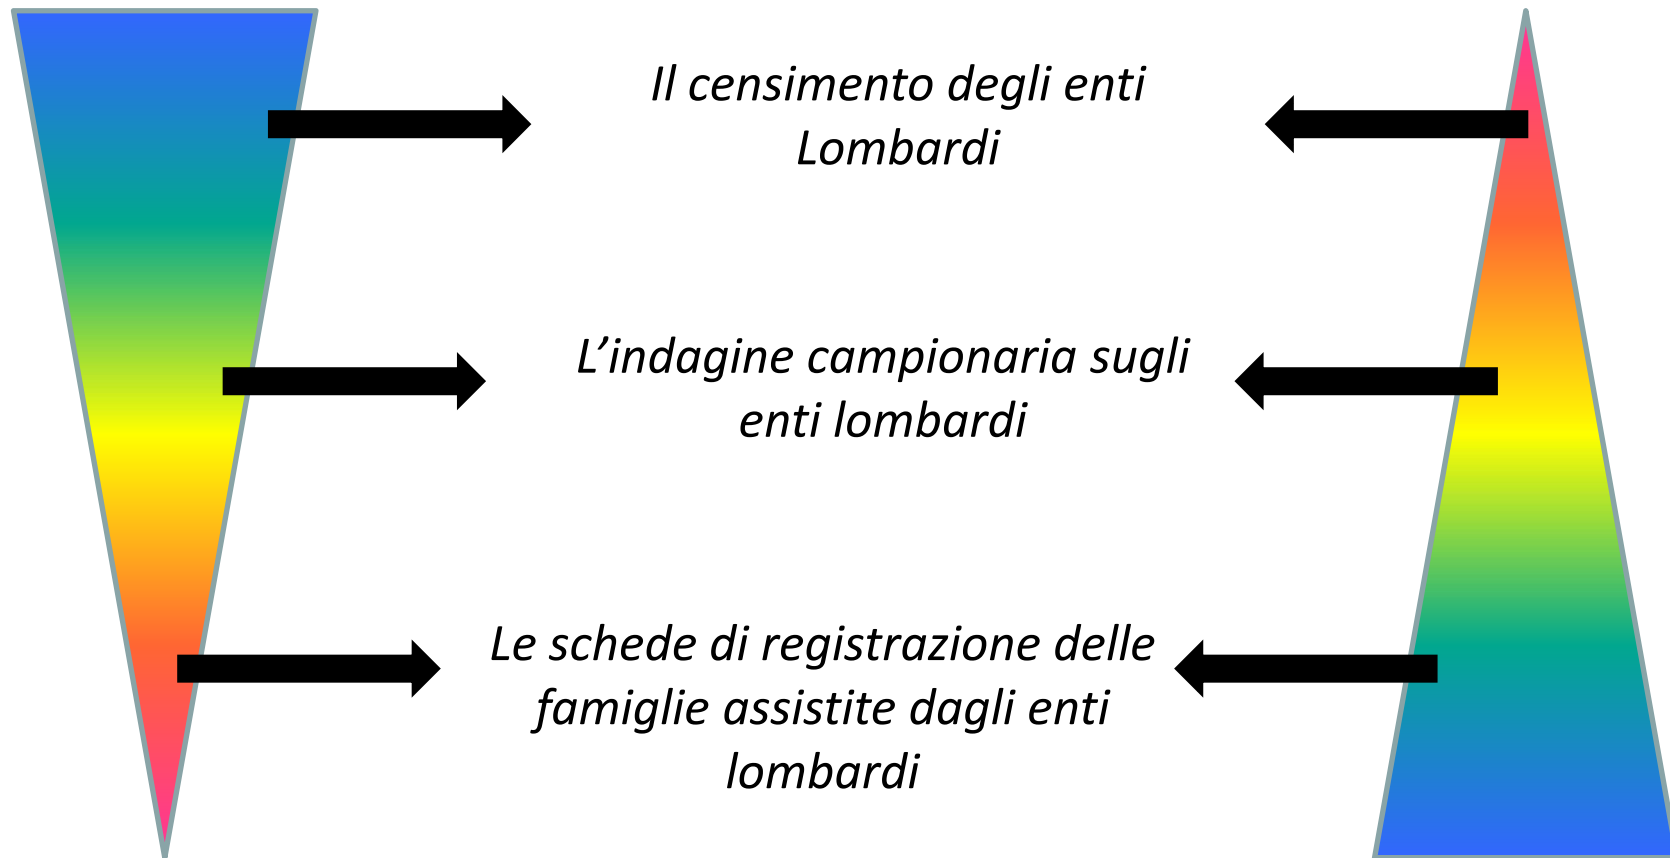 Il censimento degli enti
Lombardi
L’indagine campionaria sugli
enti lombardi
Le schede di registrazione delle
famiglie assistite dagli enti
lombardi